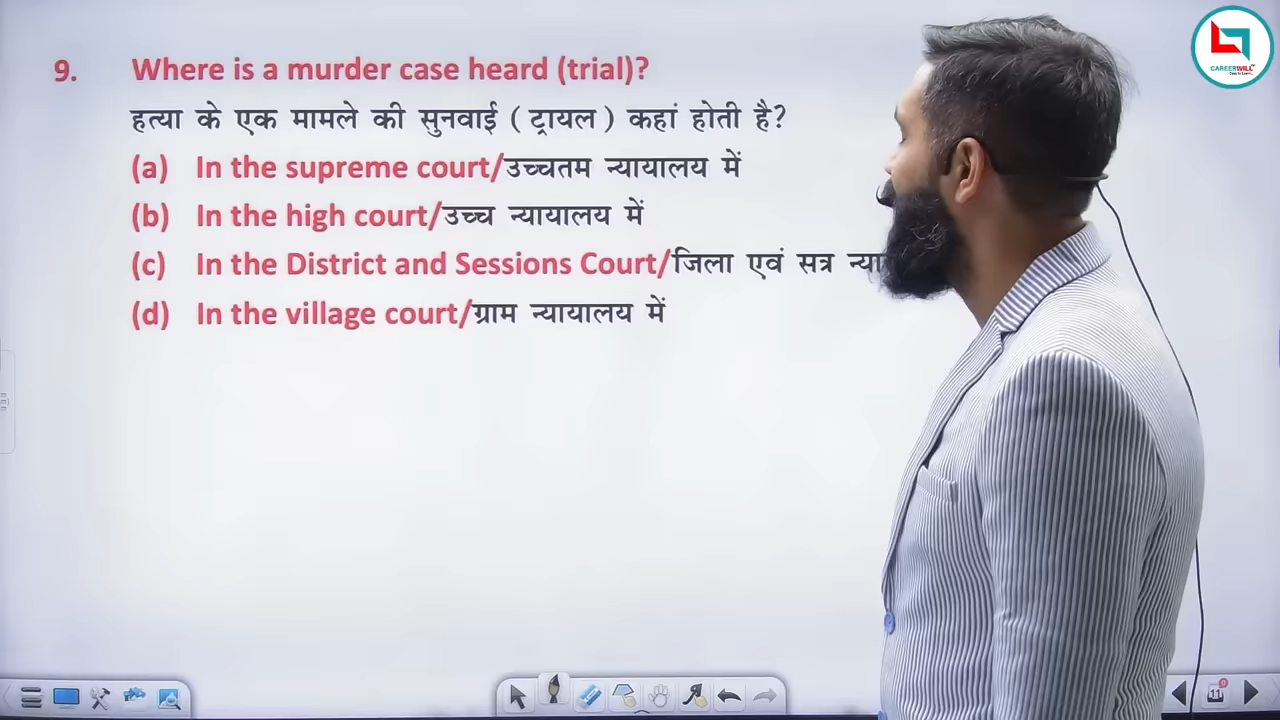 9. Where is a murder case heard (trial)?
हत्या के एक मामले की सुनवाई ( ट्रायल ) कहां होती है?
(a) In the supreme court/उच्चतम न्यायालय में
(b) In the high court/उच्च न्यायालय में
(c) In the District and Sessions Court/जिला एवं सत्र
(d) In the village court/ग्राम न्यायालय में
CAREERWILL
11